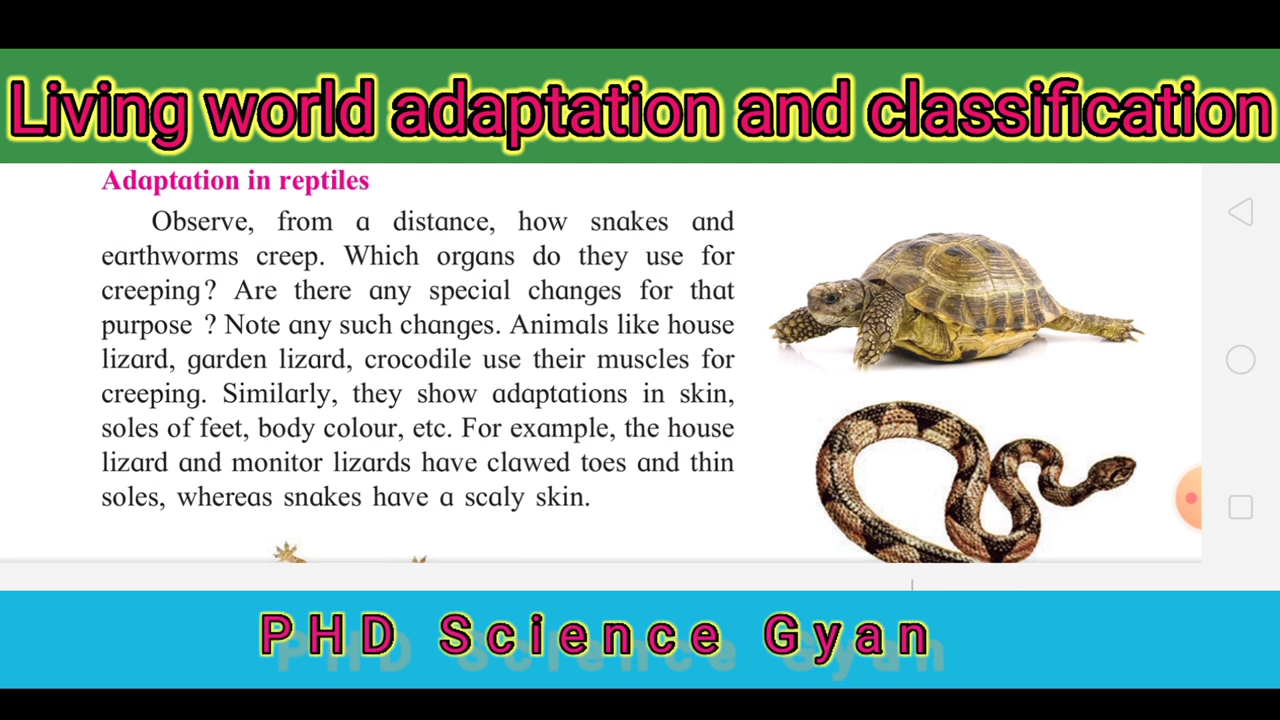 Living world adaptation and classification
Adaptation in reptiles
Observe, from a distance, how snakes and
earthworms creep. Which organs do they use for
creeping? Are there any special changes for that
purpose ? Note any such changes. Animals like house
lizard, garden lizard, crocodile use their muscles for
creeping. Similarly, they show adaptations in skin,
soles of feet, body colour, etc. For example, the house
lizard and monitor lizards have clawed toes and thin
soles, whereas snakes have a scaly skin.
PHD Science Gyan